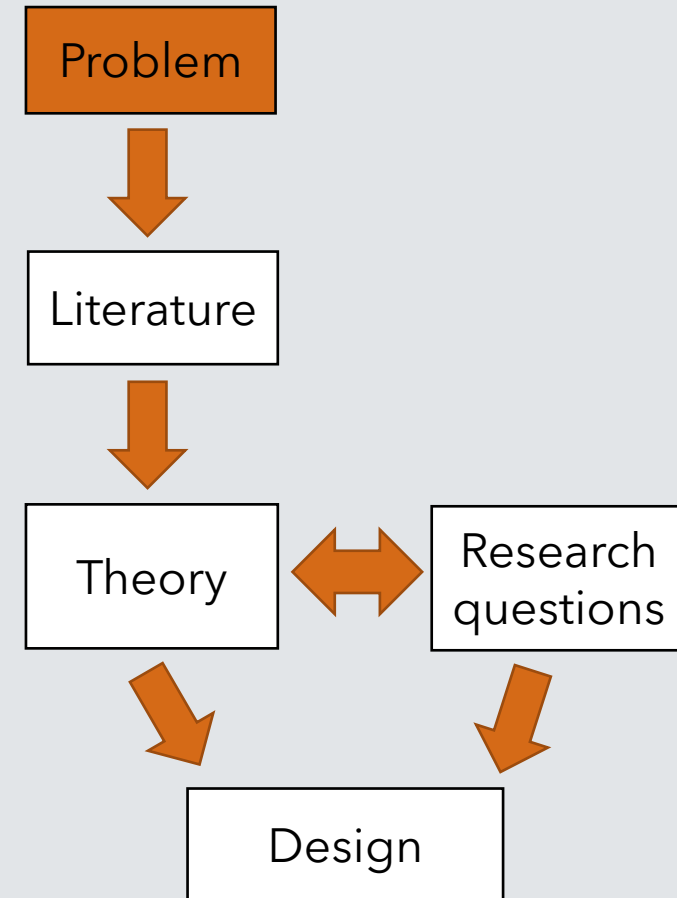 Problem
Literature
Theory
Research
questions
Design